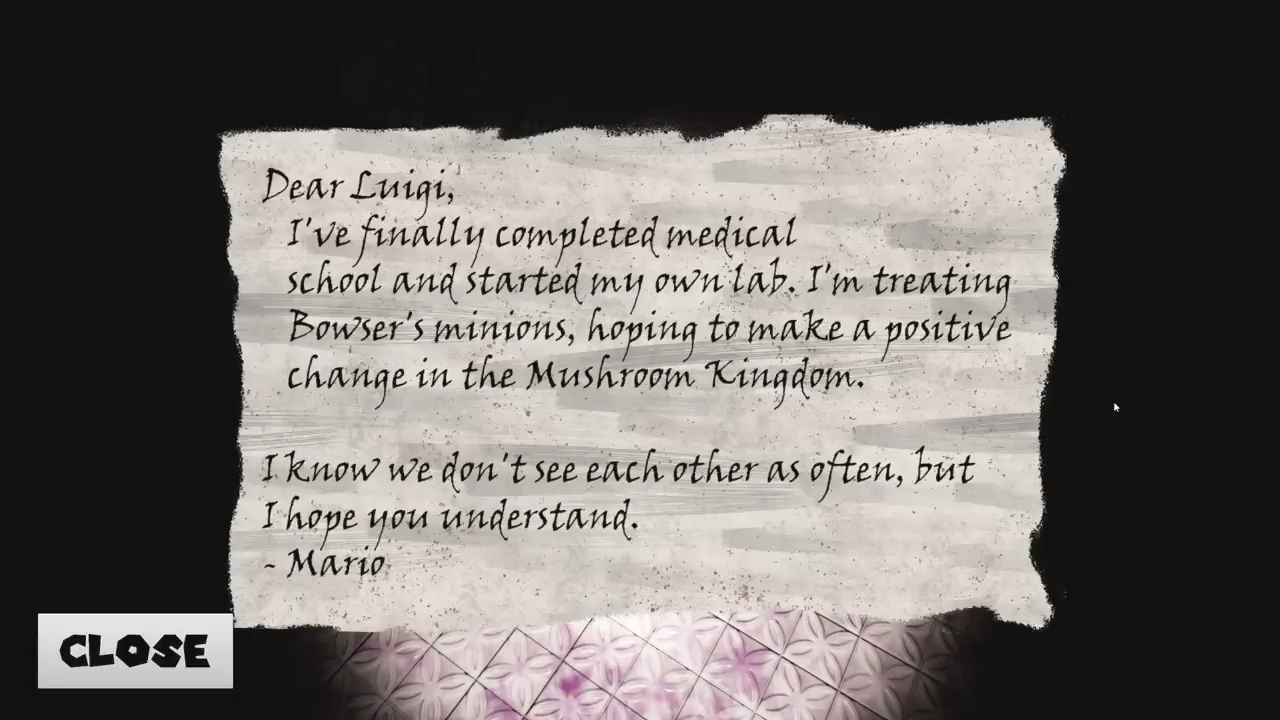 Dear Luigi,
I've finally completed medical
school and started my own lab. I'm treating
Bowser's minions, hoping to make a positive
change in the Mushroom Kingdom.
I know we don't see each other as often, but
I hope you understand.
- Mario
CLOSE